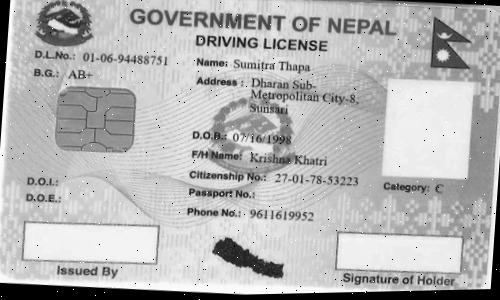 GOVERNMENT OF NEPAL
DRIVING LICENSE
D.L.No.: 01-06-94488751
B.G.: AB+
Name: Sumitra Thapa
Address : Dharan Sub-
Metropolitan City-8,
Sunsari
D.O.B.: 07/16/1998
F/H Name: Krishna Khatri
Citizenship No.: 27-01-78-53223
Passport No.:
Phone No.: 9611619952
D.O.I.:
D.O.E.:
Category: C
Issued By
Signature of Holder